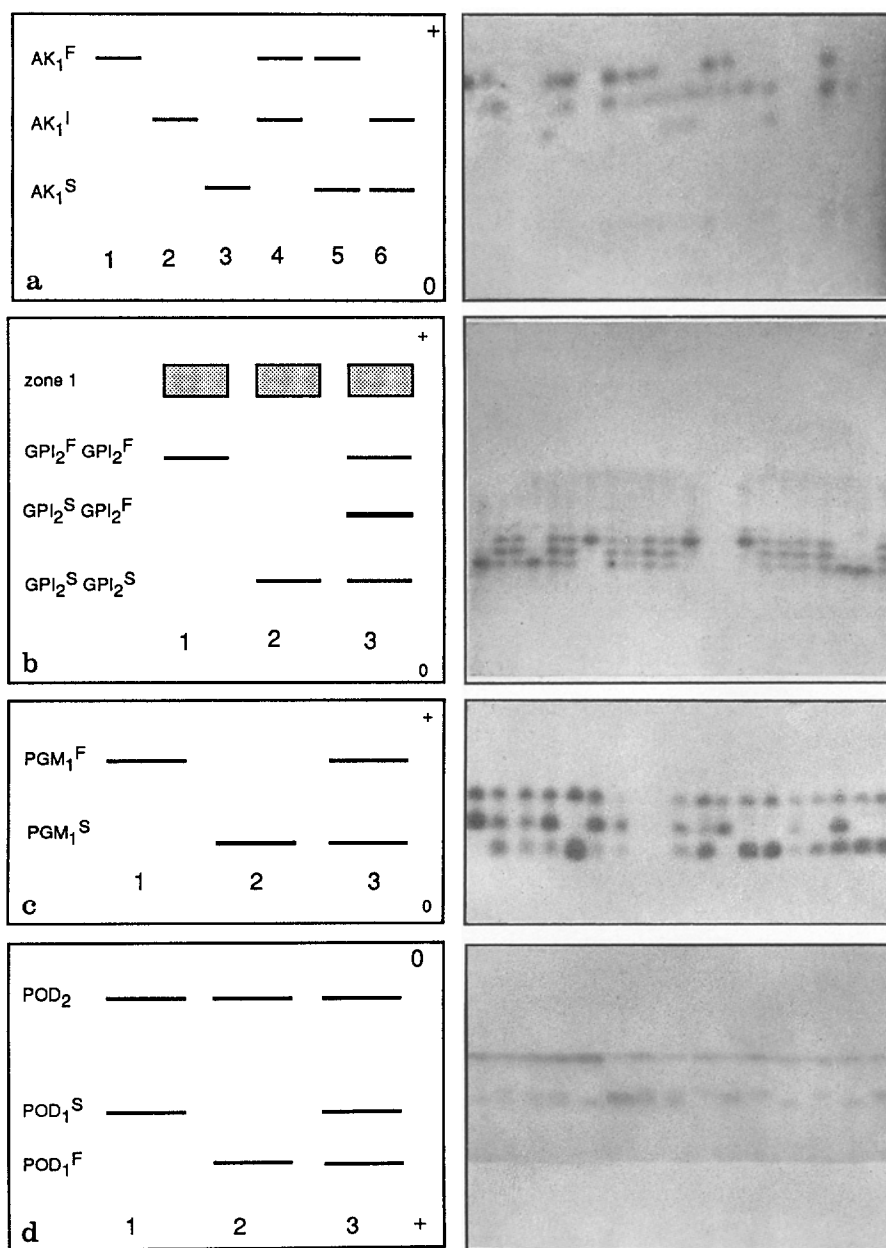 +
AK₁F
AK₁I
AK₁S
1 2 3 4 5 6
a 0
+
zone 1
GPI₂F GPI₂F
GPI₂S GPI₂F
GPI₂S GPI₂S
1 2 3
b 0
+
PGM₁F
PGM₁S
1 2 3
c 0
0
POD₂
POD₁S
POD₁F
d 1 2 3 +